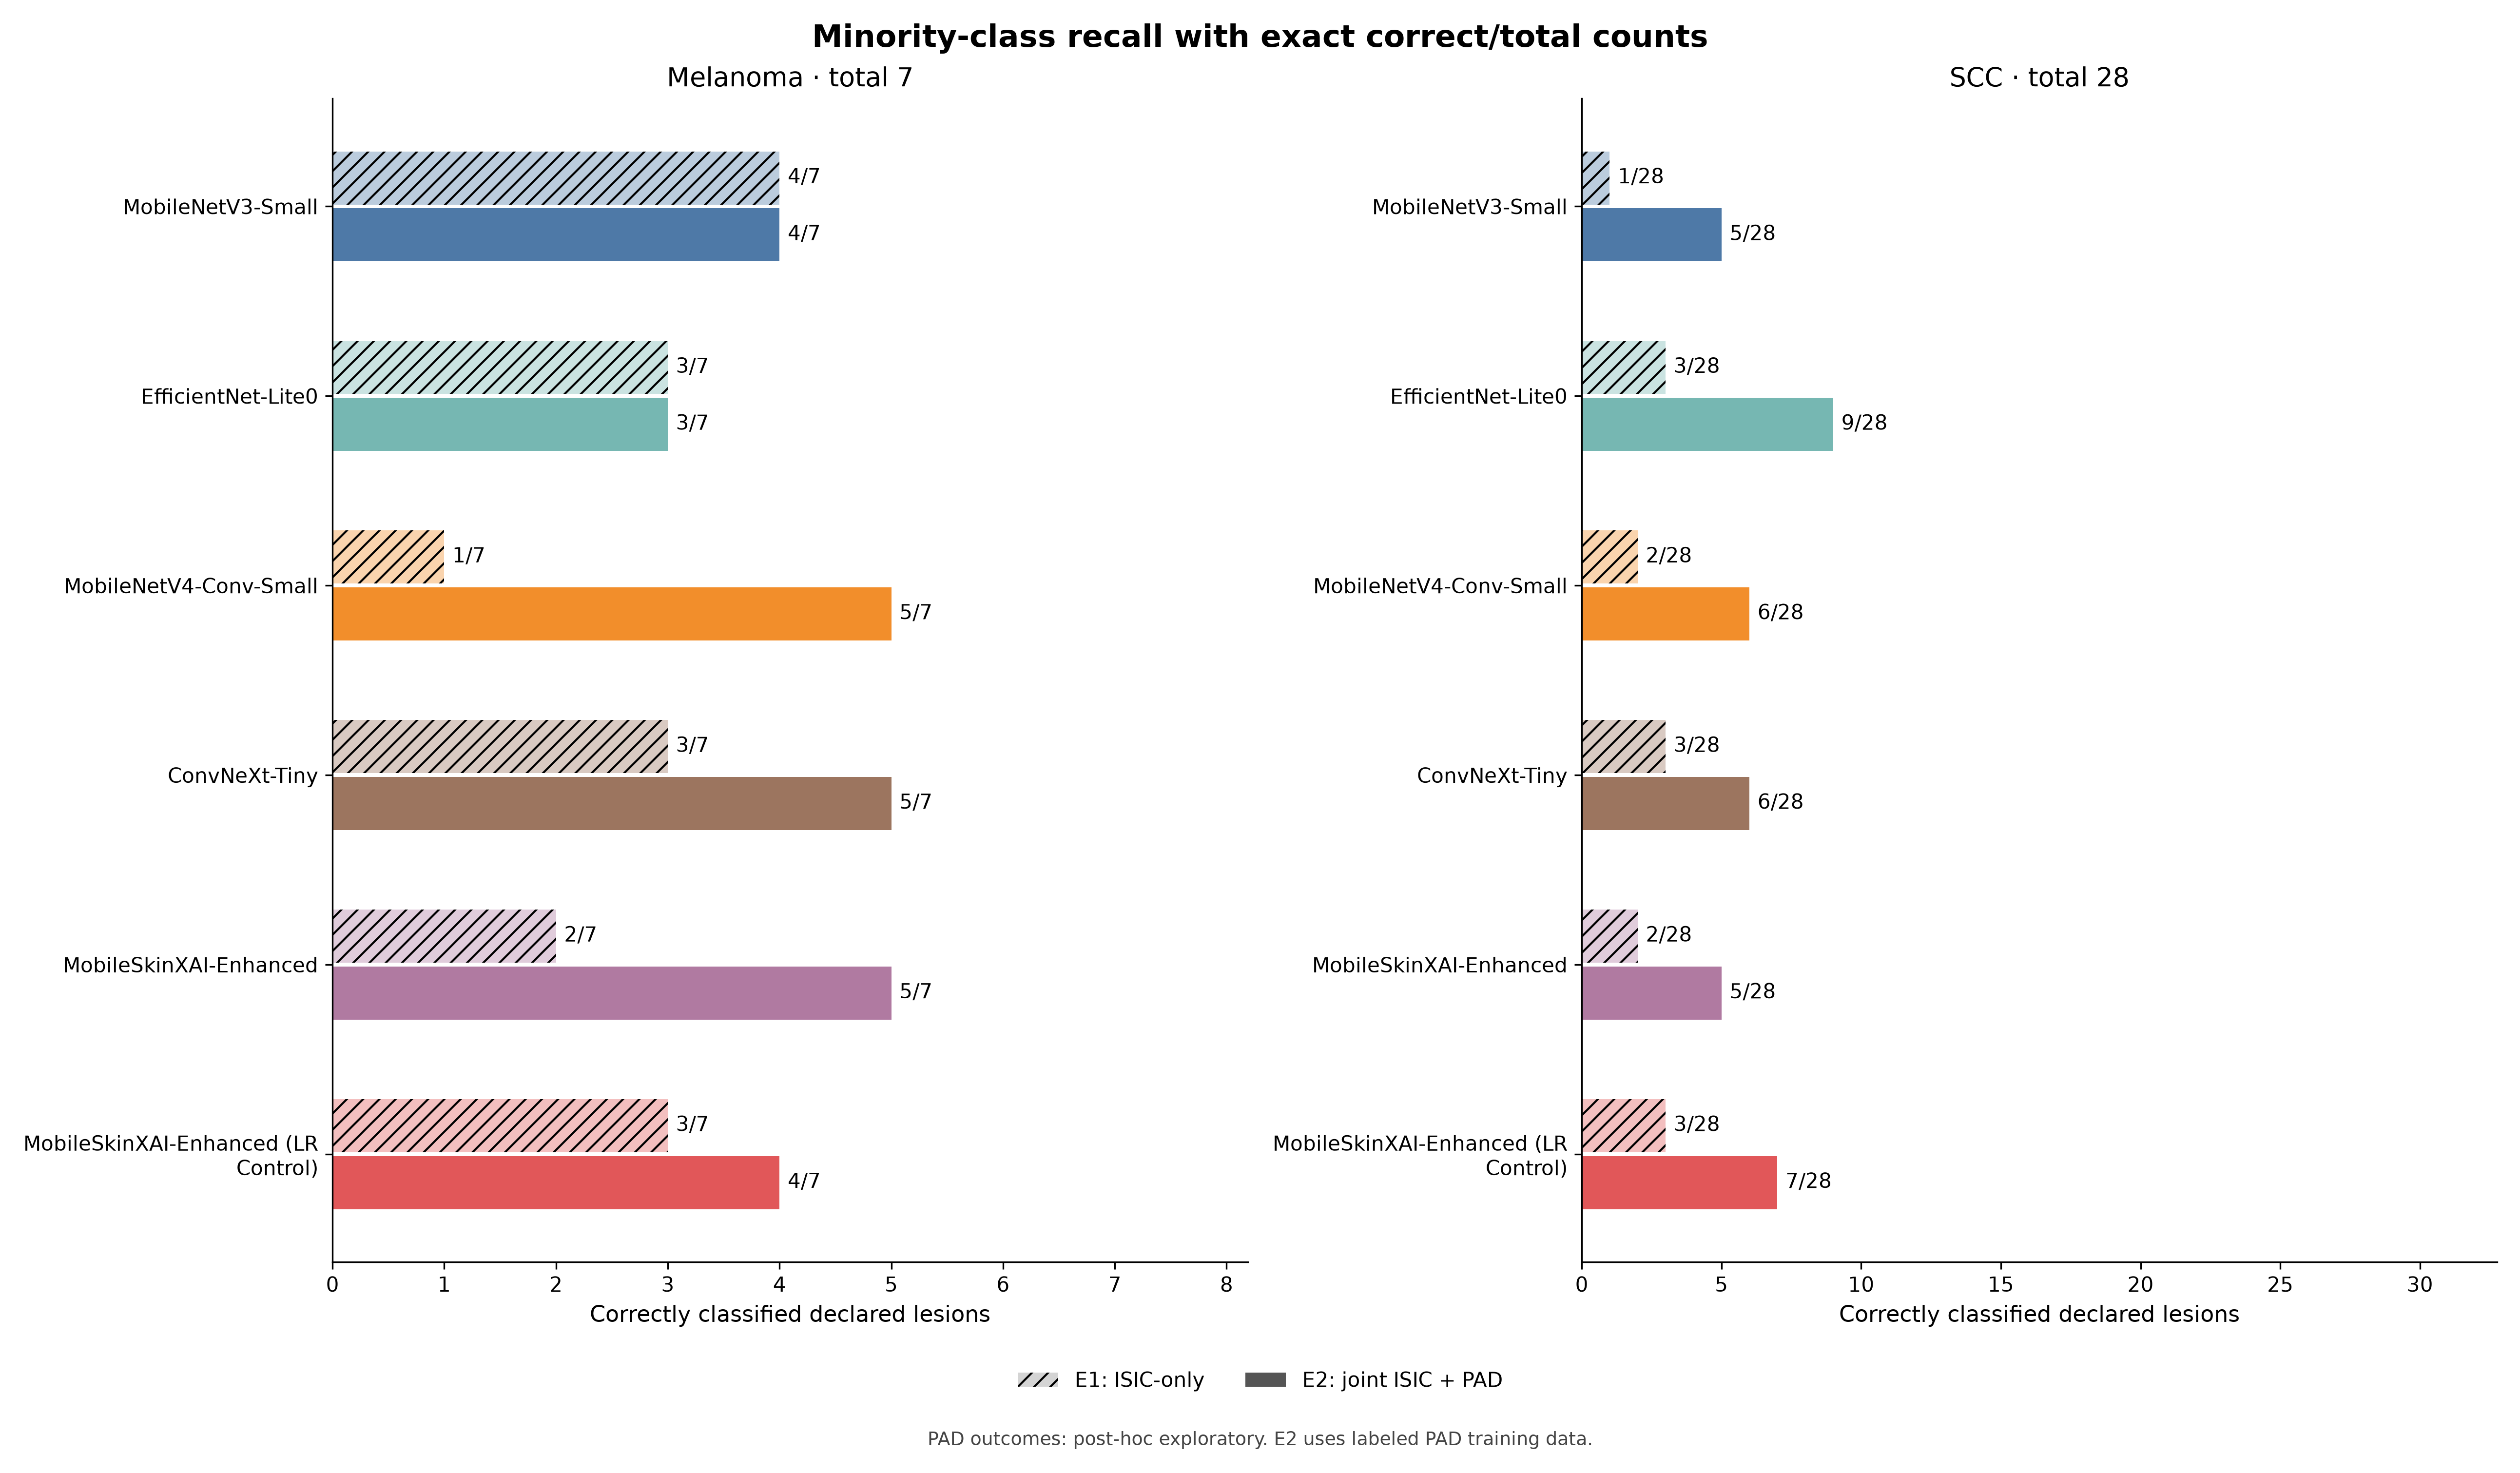 Minority-class recall with exact correct/total counts
Melanoma · total 7
MobileNetV3-Small
4/7
4/7
EfficientNet-Lite0
3/7
3/7
MobileNetV4-Conv-Small
1/7
5/7
ConvNeXt-Tiny
3/7
5/7
MobileSkinXAI-Enhanced
2/7
5/7
MobileSkinXAI-Enhanced (LR
Control)
3/7
4/7
0 1 2 3 4 5 6 7 8
Correctly classified declared lesions
SCC · total 28
MobileNetV3-Small
1/28
5/28
EfficientNet-Lite0
3/28
9/28
MobileNetV4-Conv-Small
2/28
6/28
ConvNeXt-Tiny
3/28
6/28
MobileSkinXAI-Enhanced
2/28
5/28
MobileSkinXAI-Enhanced (LR
Control)
3/28
7/28
0 5 10 15 20 25 30
Correctly classified declared lesions
E1: ISIC-only
E2: joint ISIC + PAD
PAD outcomes: post-hoc exploratory. E2 uses labeled PAD training data.